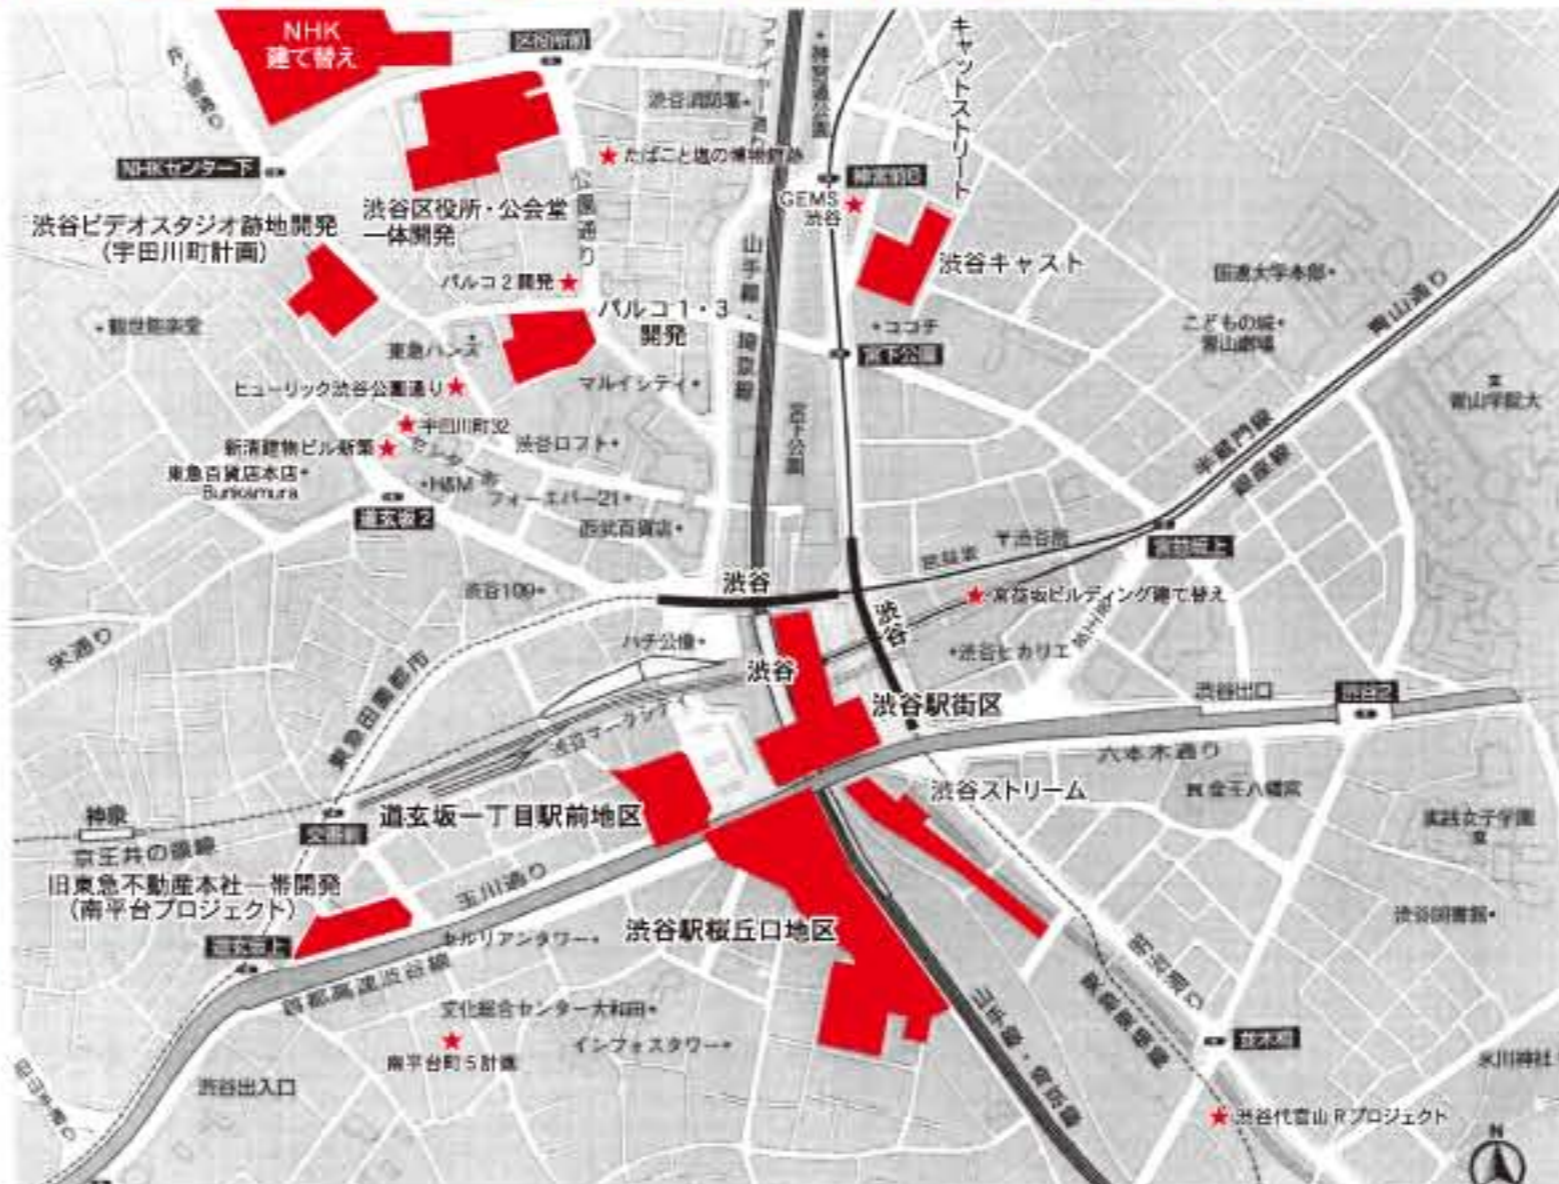 NHK
建て替え
区役所前
キャットストリート
渋谷消防署
NHKセンター下
たばこと塩の博物館跡
神宮前6
GEMS
渋谷
公園通り
渋谷ビデオスタジオ跡地開発
(宇田川町計画)
渋谷区役所・公会堂
一体開発
パルコ2開発
パルコ1・3
開発
渋谷キャスト
国連大学本部
青山通り
観世能楽堂
東急ハンズ
ココチ
宮下公園
こどもの城
青山劇場
山手線・埼京線
ヒューリック渋谷公園通り
マルイシティ
青山学院大
宇田川町32
宮下公園
新清建物ビル新築
渋谷ロフト
半蔵門線
銀座線
東急百貨店本店
Bunkamura
H&M
フォーエバー21
道玄坂2
西武百貨店
宮益坂
宮益坂上
渋谷109
渋谷
渋谷
宮益坂ビルディング建て替え
栄通り
ハチ公像
渋谷ヒカリエ
渋谷
東急田園都市
渋谷マークシティ
渋谷駅街区
渋谷出口
渋谷2
六本木通り
渋谷ストリーム
金王八幡宮
神泉
道玄坂一丁目駅前地区
実践女子学園
京王井の頭線
旧東急不動産本社一帯開発
(南平台プロジェクト)
玉川通り
渋谷図書館
道玄坂上
セルリアンタワー
渋谷駅桜丘口地区
首都高速渋谷線
明治通り
文化総合センター大和田
山手線・埼京線
南平台町5計画
インフォスタワー
並木橋
氷川神社
渋谷出入口
渋谷代官山Rプロジェクト
N